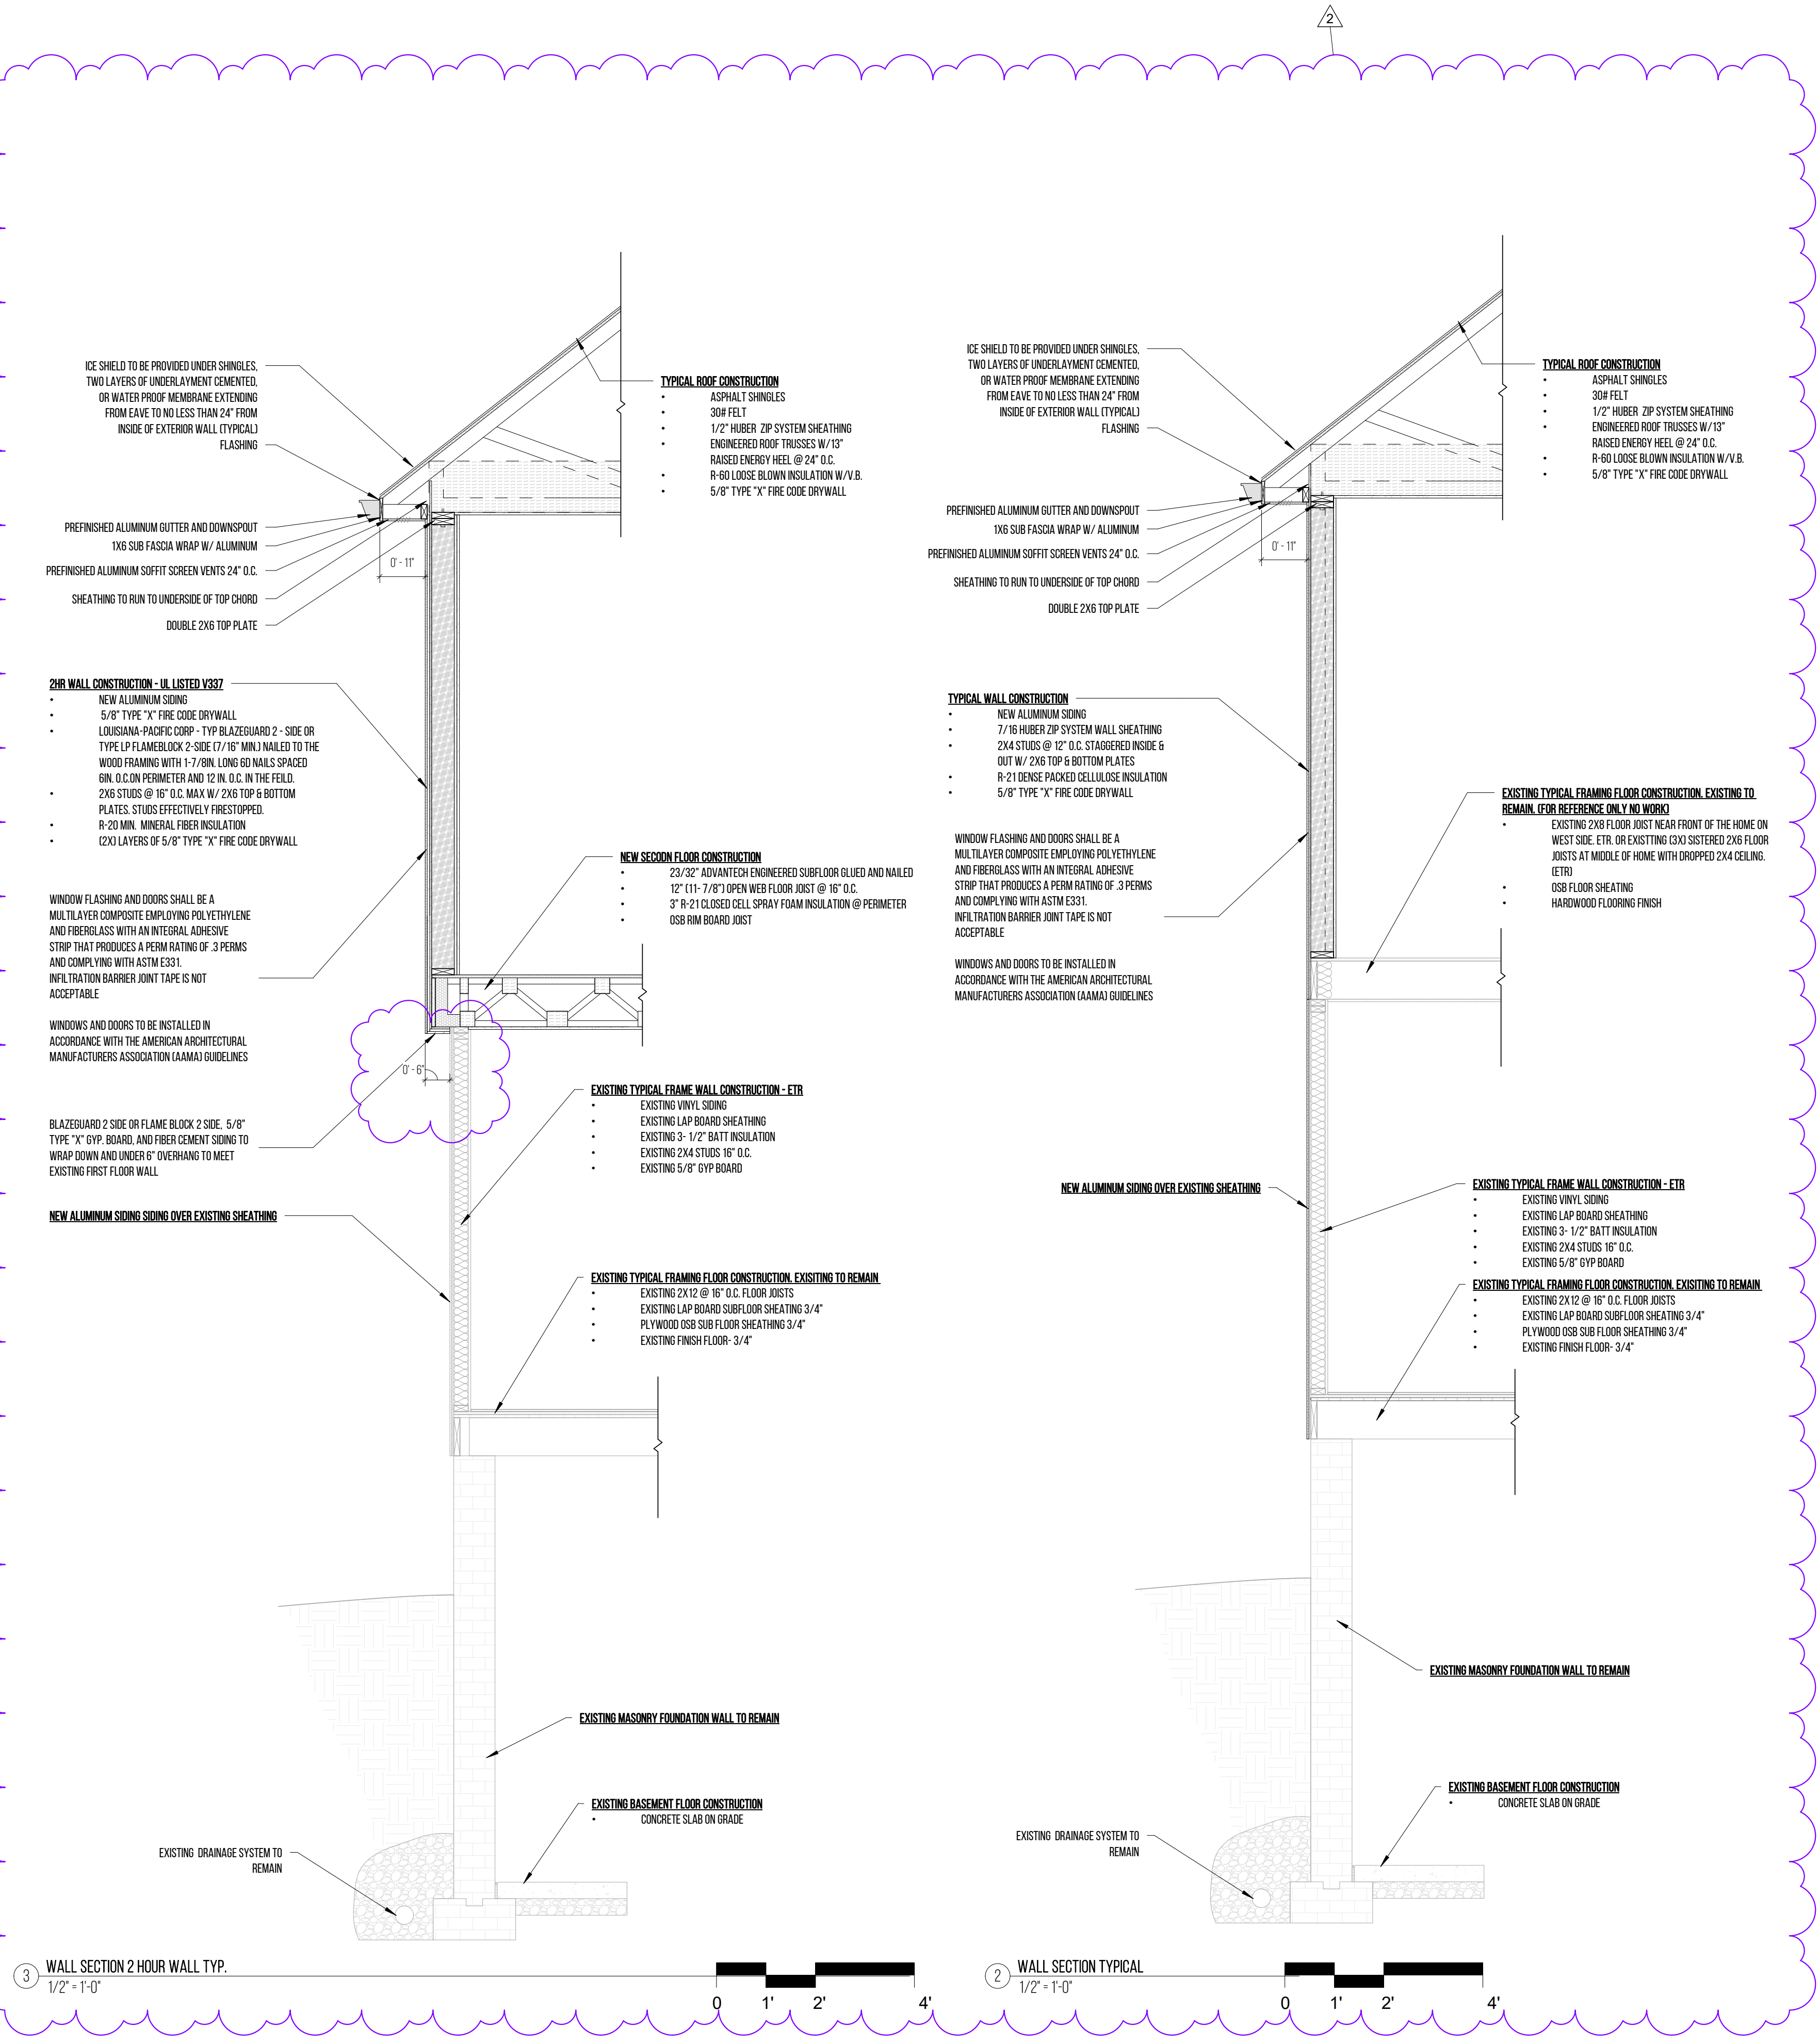 2
ICE SHIELD TO BE PROVIDED UNDER SHINGLES,
TWO LAYERS OF UNDERLAYMENT CEMENTED,
OR WATER PROOF MEMBRANE EXTENDING
FROM EAVE TO NO LESS THAN 24" FROM
INSIDE OF EXTERIOR WALL (TYPICAL)
FLASHING
PREFINISHED ALUMINUM GUTTER AND DOWNSPOUT
1X6 SUB FASCIA WRAP W/ ALUMINUM
PREFINISHED ALUMINUM SOFFIT SCREEN VENTS 24" O.C.
SHEATHING TO RUN TO UNDERSIDE OF TOP CHORD
DOUBLE 2X6 TOP PLATE
0' - 11"
TYPICAL ROOF CONSTRUCTION
• ASPHALT SHINGLES
• 30# FELT
• 1/2" HUBER ZIP SYSTEM SHEATHING
• ENGINEERED ROOF TRUSSES W/13"
RAISED ENERGY HEEL @ 24" O.C.
• R-60 LOOSE BLOWN INSULATION W/V.B.
• 5/8" TYPE "X" FIRE CODE DRYWALL
2HR WALL CONSTRUCTION - UL LISTED V337
• NEW ALUMINUM SIDING
• 5/8" TYPE "X" FIRE CODE DRYWALL
• LOUISIANA-PACIFIC CORP - TYP BLAZEGUARD 2 - SIDE OR
TYPE LP FLAMEBLOCK 2-SIDE (7/16" MIN.) NAILED TO THE
WOOD FRAMING WITH 1-7/8IN. LONG 6D NAILS SPACED
6IN. O.C.ON PERIMETER AND 12 IN. O.C. IN THE FEILD.
• 2X6 STUDS @ 16" O.C. MAX W/ 2X6 TOP & BOTTOM
PLATES. STUDS EFFECTIVELY FIRESTOPPED.
• R-20 MIN. MINERAL FIBER INSULATION
• (2X) LAYERS OF 5/8" TYPE "X" FIRE CODE DRYWALL
WINDOW FLASHING AND DOORS SHALL BE A
MULTILAYER COMPOSITE EMPLOYING POLYETHYLENE
AND FIBERGLASS WITH AN INTEGRAL ADHESIVE
STRIP THAT PRODUCES A PERM RATING OF .3 PERMS
AND COMPLYING WITH ASTM E331.
INFILTRATION BARRIER JOINT TAPE IS NOT
ACCEPTABLE
WINDOWS AND DOORS TO BE INSTALLED IN
ACCORDANCE WITH THE AMERICAN ARCHITECTURAL
MANUFACTURERS ASSOCIATION (AAMA) GUIDELINES
NEW SECODN FLOOR CONSTRUCTION
• 23/32" ADVANTECH ENGINEERED SUBFLOOR GLUED AND NAILED
• 12" (11- 7/8") OPEN WEB FLOOR JOIST @ 16" O.C.
• 3" R-21 CLOSED CELL SPRAY FOAM INSULATION @ PERIMETER
• OSB RIM BOARD JOIST
0' - 6"
BLAZEGUARD 2 SIDE OR FLAME BLOCK 2 SIDE, 5/8"
TYPE "X" GYP. BOARD, AND FIBER CEMENT SIDING TO
WRAP DOWN AND UNDER 6" OVERHANG TO MEET
EXISTING FIRST FLOOR WALL
NEW ALUMINUM SIDING SIDING OVER EXISTING SHEATHING
EXISTING TYPICAL FRAME WALL CONSTRUCTION - ETR
• EXISTING VINYL SIDING
• EXISTING LAP BOARD SHEATHING
• EXISTING 3- 1/2" BATT INSULATION
• EXISTING 2X4 STUDS 16" O.C.
• EXISTING 5/8" GYP BOARD
EXISTING TYPICAL FRAMING FLOOR CONSTRUCTION. EXISITING TO REMAIN
• EXISTING 2X12 @ 16" O.C. FLOOR JOISTS
• EXISTING LAP BOARD SUBFLOOR SHEATING 3/4"
• PLYWOOD OSB SUB FLOOR SHEATHING 3/4"
• EXISTING FINISH FLOOR- 3/4"
EXISTING MASONRY FOUNDATION WALL TO REMAIN
EXISTING BASEMENT FLOOR CONSTRUCTION
• CONCRETE SLAB ON GRADE
EXISTING DRAINAGE SYSTEM TO
REMAIN
3 WALL SECTION 2 HOUR WALL TYP.
1/2" = 1'-0"
0 1' 2' 4'
ICE SHIELD TO BE PROVIDED UNDER SHINGLES,
TWO LAYERS OF UNDERLAYMENT CEMENTED,
OR WATER PROOF MEMBRANE EXTENDING
FROM EAVE TO NO LESS THAN 24" FROM
INSIDE OF EXTERIOR WALL (TYPICAL)
FLASHING
PREFINISHED ALUMINUM GUTTER AND DOWNSPOUT
1X6 SUB FASCIA WRAP W/ ALUMINUM
PREFINISHED ALUMINUM SOFFIT SCREEN VENTS 24" O.C.
SHEATHING TO RUN TO UNDERSIDE OF TOP CHORD
DOUBLE 2X6 TOP PLATE
0' - 11"
TYPICAL ROOF CONSTRUCTION
• ASPHALT SHINGLES
• 30# FELT
• 1/2" HUBER ZIP SYSTEM SHEATHING
• ENGINEERED ROOF TRUSSES W/13"
RAISED ENERGY HEEL @ 24" O.C.
• R-60 LOOSE BLOWN INSULATION W/V.B.
• 5/8" TYPE "X" FIRE CODE DRYWALL
TYPICAL WALL CONSTRUCTION
• NEW ALUMINUM SIDING
• 7/16 HUBER ZIP SYSTEM WALL SHEATHING
• 2X4 STUDS @ 12" O.C. STAGGERED INSIDE &
OUT W/ 2X6 TOP & BOTTOM PLATES
• R-21 DENSE PACKED CELLULOSE INSULATION
• 5/8" TYPE "X" FIRE CODE DRYWALL
WINDOW FLASHING AND DOORS SHALL BE A
MULTILAYER COMPOSITE EMPLOYING POLYETHYLENE
AND FIBERGLASS WITH AN INTEGRAL ADHESIVE
STRIP THAT PRODUCES A PERM RATING OF .3 PERMS
AND COMPLYING WITH ASTM E331.
INFILTRATION BARRIER JOINT TAPE IS NOT
ACCEPTABLE
WINDOWS AND DOORS TO BE INSTALLED IN
ACCORDANCE WITH THE AMERICAN ARCHITECTURAL
MANUFACTURERS ASSOCIATION (AAMA) GUIDELINES
EXISTING TYPICAL FRAMING FLOOR CONSTRUCTION. EXISTING TO
REMAIN. (FOR REFERENCE ONLY NO WORK)
• EXISTING 2X8 FLOOR JOIST NEAR FRONT OF THE HOME ON
WEST SIDE. ETR. OR EXISTTING (3X) SISTERED 2X6 FLOOR
JOISTS AT MIDDLE OF HOME WITH DROPPED 2X4 CEILING.
(ETR)
• OSB FLOOR SHEATING
• HARDWOOD FLOORING FINISH
NEW ALUMINUM SIDING OVER EXISTING SHEATHING
EXISTING TYPICAL FRAME WALL CONSTRUCTION - ETR
• EXISTING VINYL SIDING
• EXISTING LAP BOARD SHEATHING
• EXISTING 3- 1/2" BATT INSULATION
• EXISTING 2X4 STUDS 16" O.C.
• EXISTING 5/8" GYP BOARD
EXISTING TYPICAL FRAMING FLOOR CONSTRUCTION. EXISITING TO REMAIN
• EXISTING 2X12 @ 16" O.C. FLOOR JOISTS
• EXISTING LAP BOARD SUBFLOOR SHEATING 3/4"
• PLYWOOD OSB SUB FLOOR SHEATHING 3/4"
• EXISTING FINISH FLOOR- 3/4"
EXISTING MASONRY FOUNDATION WALL TO REMAIN
EXISTING BASEMENT FLOOR CONSTRUCTION
• CONCRETE SLAB ON GRADE
EXISTING DRAINAGE SYSTEM TO
REMAIN
2 WALL SECTION TYPICAL
1/2" = 1'-0"
0 1' 2' 4'